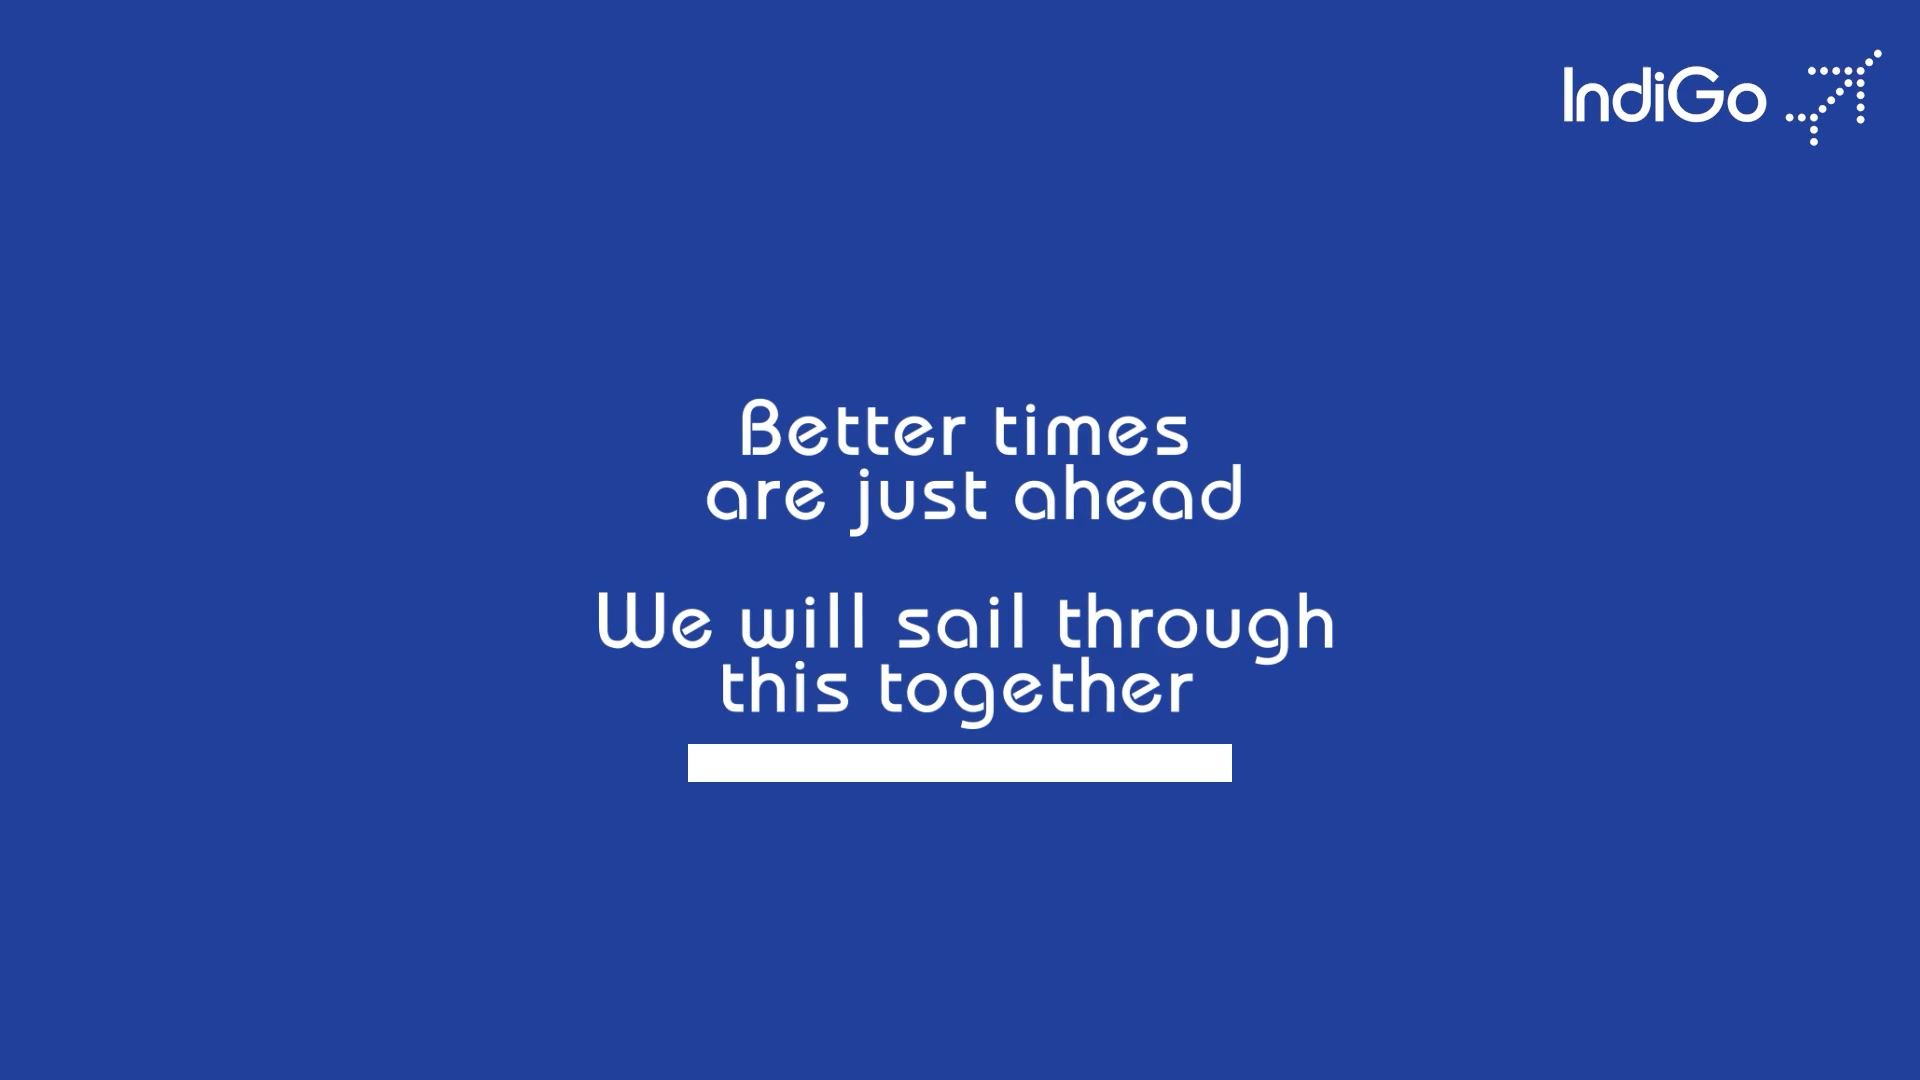 IndiGo
Better times
are just ahead
We will sail through
this together